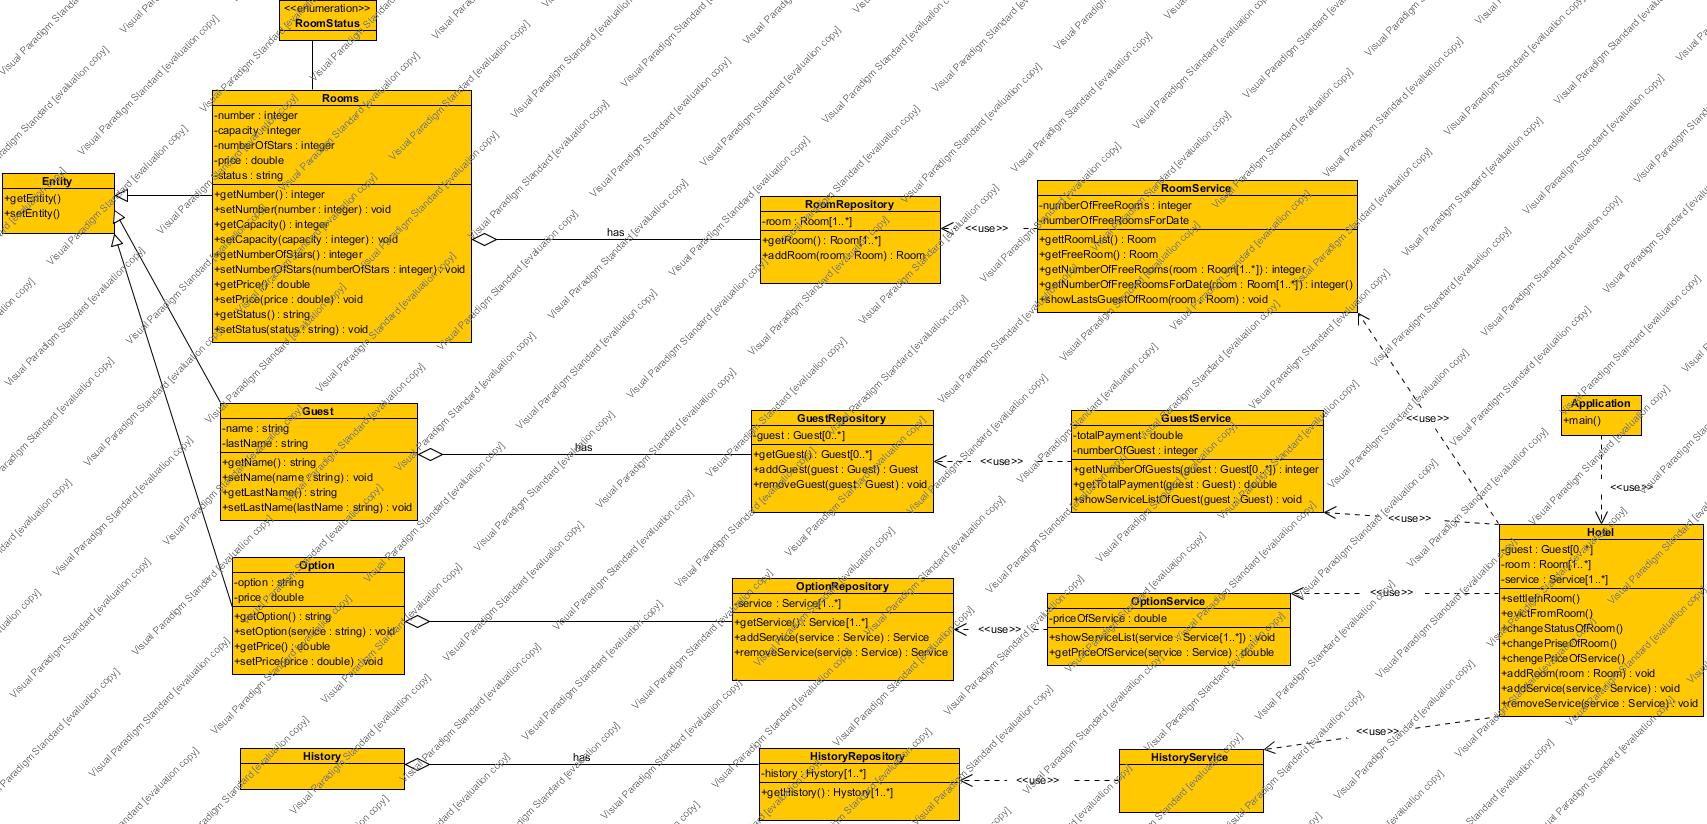 <<enumeration>>
RoomStatus
Rooms
-number : integer
-capacity : integer
-numberOfStars : integer
-price : double
-status : string
+getNumber() : integer
+setNumber(number : integer) : void
+getCapacity() : integer
+setCapacity(capacity : integer) : void
+getNumberOfStars() : integer
+setNumberOfStars(numberOfStars : integer) : void
+getPrice() : double
+setPrice(price : double) : void
+getStatus() : string
+setStatus(status : string) : void
Entity
+getEntity()
+setEntity()
has
RoomRepository
-room : Room[1..*]
+getRoom() : Room[1..*]
+addRoom(room : Room) : Room
<<use>>
RoomService
-numberOfFreeRooms : integer
-numberOfFreeRoomsForDate
+gettRoomList() : Room
+getFreeRoom() : Room
+getNumberOfFreeRooms(room : Room[1..*]) : integer
+getNumberOfFreeRoomsForDate(room : Room[1..*]) : integer()
+showLastsGuestOfRoom(room : Room) : void
Guest
-name : string
-lastName : string
+getName() : string
+setName(name : string) : void
+getLastName() : string
+setLastName(lastName : string) : void
has
GuestRepository
-guest : Guest[0..*]
+getGuest() : Guest[0..*]
+addGuest(guest : Guest) : Guest
+removeGuest(guest : Guest) : void
<<use>>
GuestService
-totalPayment : double
-numberOfGuest : integer
+getNumberOfGuests(guest : Guest[0..*]) : integer
+getTotalPayment(guest : Guest) : double
+showServiceListOfGuest(guest : Guest) : void
<<use>>
Application
+main()
<<use>>
<<use>>
Hotel
-guest : Guest[0..*]
-room : Room[1..*]
-service : Service[1..*]
+settleInRoom()
+evictFromRoom()
+changeStatusOfRoom()
+changePriseOfRoom()
+chengePriceOfService()
+addRoom(room : Room) : void
+addService(service : Service) : void
+removeService(service : Service) : void
Option
-option : string
-price : double
+getOption() : string
+setOption(service : string) : void
+getPrice() : double
+setPrice(price : double) : void
OptionRepository
-service : Service[1..*]
+getService() : Service[1..*]
+addService(service : Service) : Service
+removeService(service : Service) : Service
<<use>>
OptionService
-priceOfService : double
+showServiceList(service : Service[1..*]) : void
+getPriceOfService(service : Service) : double
<<use>>
History
has
HistoryRepository
-history : Hystory[1..*]
+getHistory() : Hystory[1..*]
<<use>>
HistoryService
<<use>>
Visual Paradigm Standard [evaluation copy]